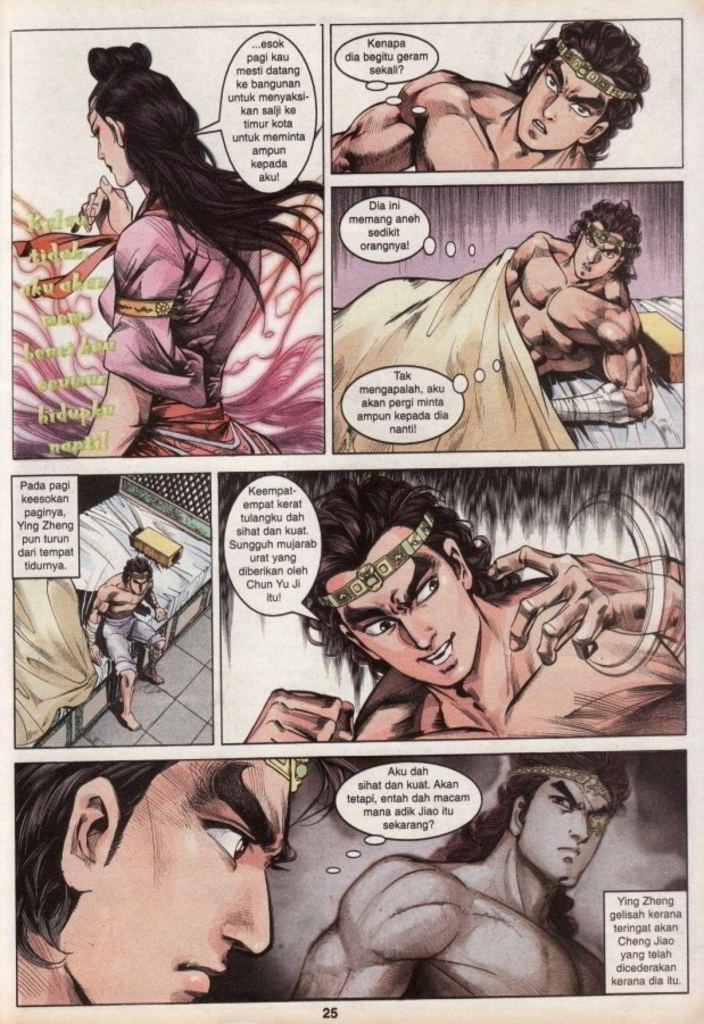 ...esok
pagi kau
mesti datang
ke bangunan
untuk menyaksi-
kan salji ke
timur kota
untuk meminta
ampun
kepada
aku!
Kalau
tidak,
aku akan
mem-
benci kau
seumur
hidupku
nanti!
Kenapa
dia begitu geram
sekali?
Dia ini
memang aneh
sedikit
orangnya!
Tak
mengapalah, aku
akan pergi minta
ampun kepada dia
nanti!
Pada pagi
keesokan
paginya,
Ying Zheng
pun turun
dari tempat
tidurnya.
Keempat-
empat kerat
tulangku dah
sihat dan kuat.
Sungguh mujarab
urat yang
diberikan oleh
Chun Yu Ji
itu!
Aku dah
sihat dan kuat. Akan
tetapi, entah dah macam
mana adik Jiao itu
sekarang?
Ying Zheng
gelisah kerana
teringat akan
Cheng Jiao
yang telah
dicederakan
kerana dia itu.
25